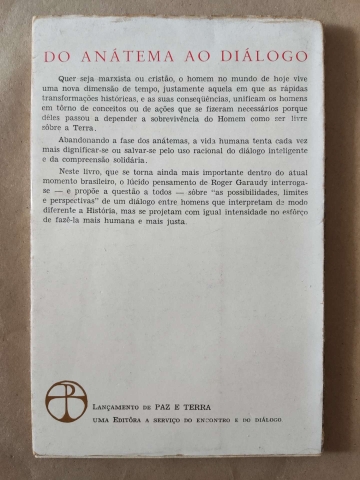 DO ANÁTEMA AO DIÁLOGO
Quer seja marxista ou cristão, o homem no mundo de hoje vive
uma nova dimensão de tempo, justamente aquela em que as rápidas
transformações históricas, e as suas conseqüências, unificam os homens
em tôrno de conceitos ou de ações que se fizeram necessários porque
dêles passou a depender a sobrevivência do Homem como ser livre
sôbre a Terra.
Abandonando a fase dos anátemas, a vida humana tenta cada vez
mais dignificar-se ou salvar-se pelo uso racional do diálogo inteligente
e da compreensão solidária.
Neste livro, que se torna ainda mais importante dentro do atual
momento brasileiro, o lúcido pensamento de Roger Garaudy interroga-
se — e propõe a questão a todos — sôbre "as possibilidades, limites
e perspectivas" de um diálogo entre homens que interpretam de modo
diferente a História, mas se projetam com igual intensidade no esfôrço
de fazê-la mais humana e mais justa.
LANÇAMENTO DE PAZ E TERRA
UMA EDITÔRA A SERVIÇO DO ENCONTRO E DO DIÁLOGO